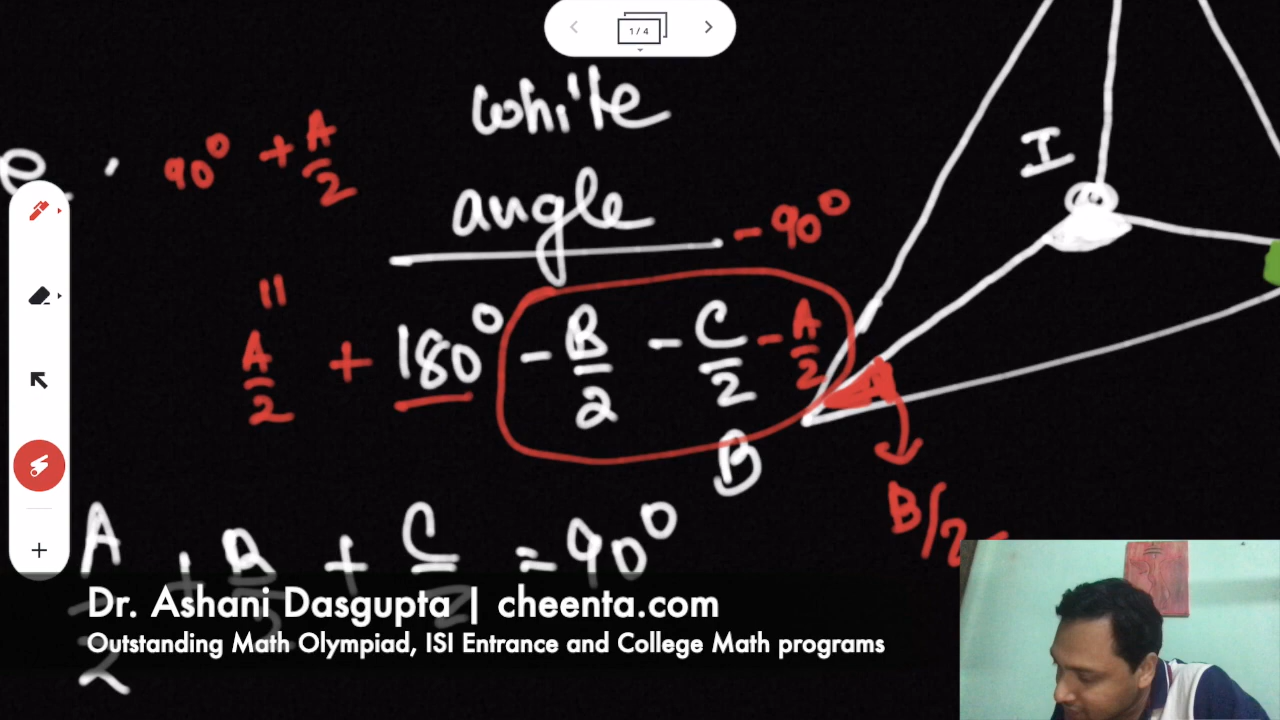 1 / 4
white
angle
90° + A/2
I
- 90°
"
A/2 + 180° - B/2 - C/2 - A/2
B
B/2
A/2 + B/2 + C/2 = 90°
Dr. Ashani Dasgupta | cheenta.com
Outstanding Math Olympiad, ISI Entrance and College Math programs